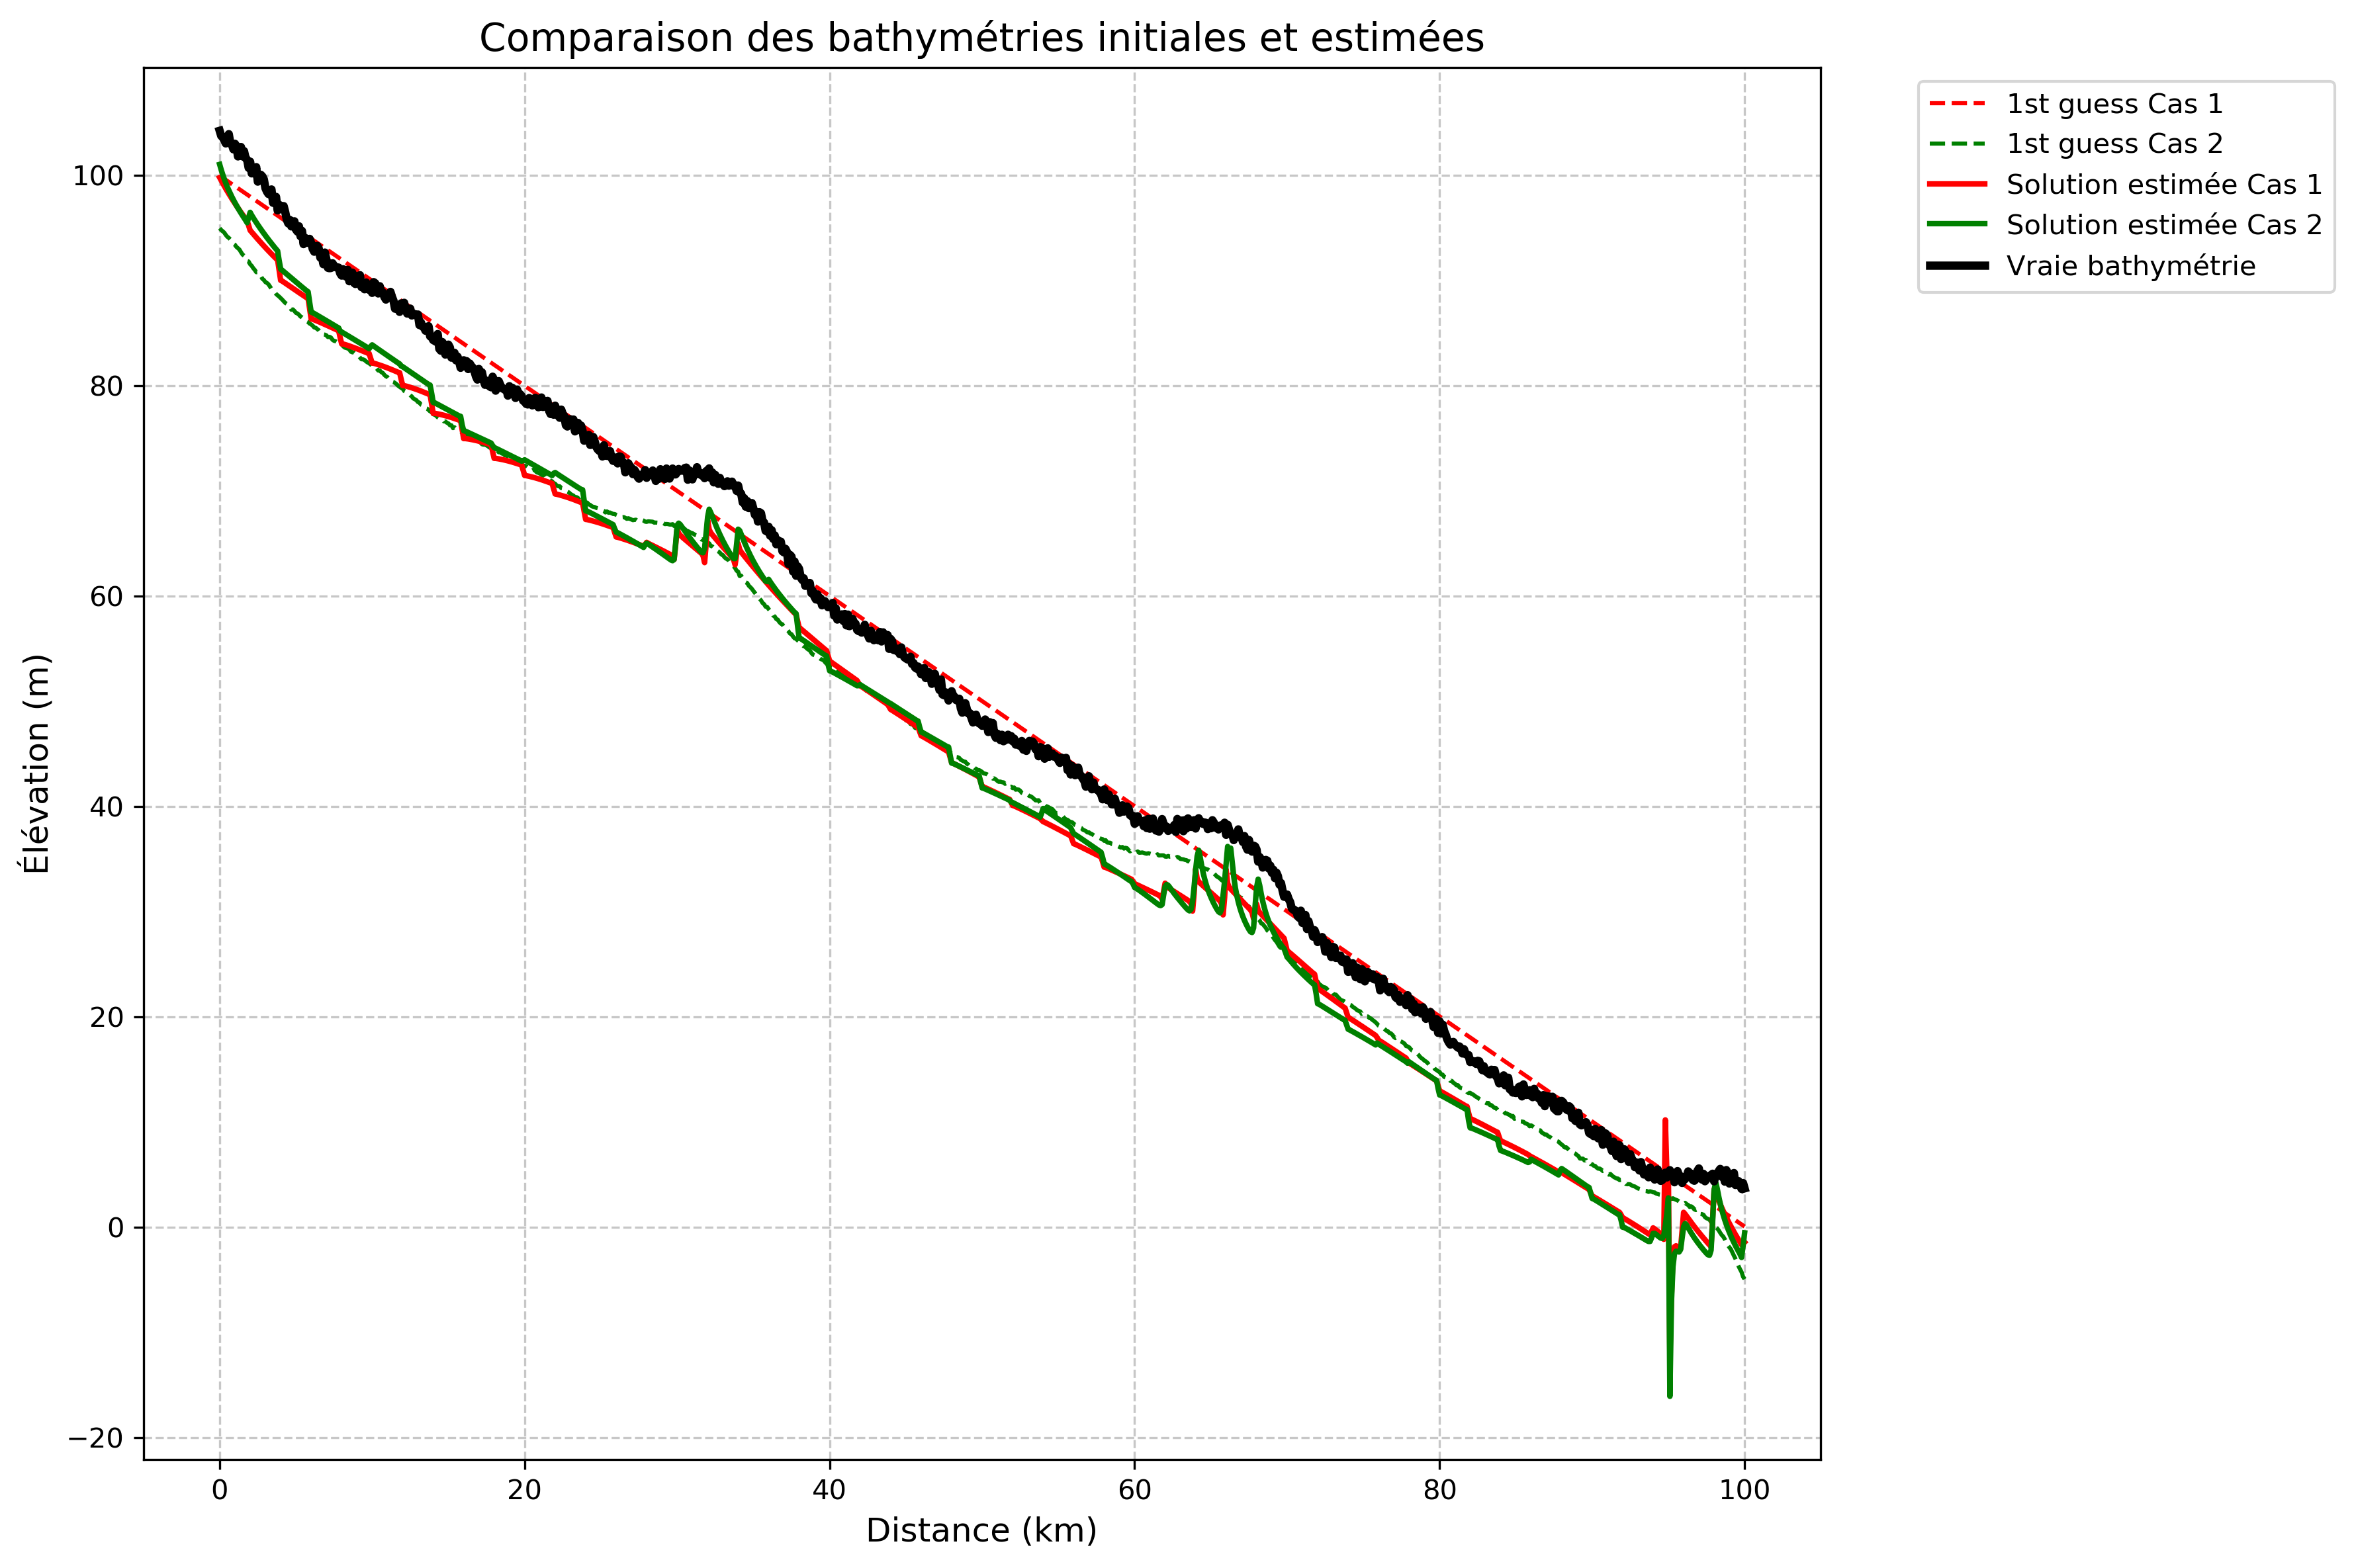 Comparaison des bathymétries initiales et estimées
1st guess Cas 1
1st guess Cas 2
Solution estimée Cas 1
Solution estimée Cas 2
Vraie bathymétrie
Élévation (m)
100
80
60
40
20
0
−20
0 20 40 60 80 100
Distance (km)